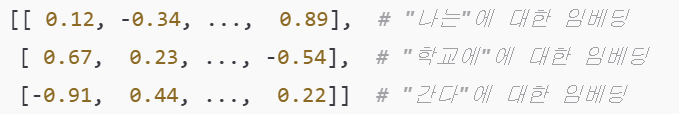 [[ 0.12, -0.34, ...,  0.89],  # "나는"에 대한 임베딩
[ 0.67,  0.23, ..., -0.54],  # "학교에"에 대한 임베딩
[-0.91,  0.44, ...,  0.22]]  # "간다"에 대한 임베딩